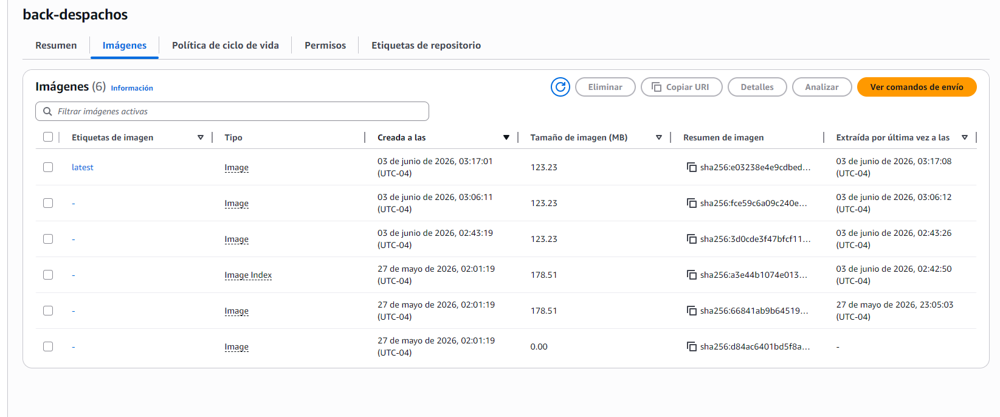 back-despachos
Resumen Imágenes Política de ciclo de vida Permisos Etiquetas de repositorio
Imágenes (6) Información Eliminar Copiar URI Detalles Analizar Ver comandos de envío
Filtrar imágenes activas
Etiquetas de imagen Tipo Creada a las Tamaño de imagen (MB) Resumen de imagen Extraída por última vez a las
latest Image 03 de junio de 2026, 03:17:01 (UTC-04) 123.23 sha256:e03238e4e9cdbed... 03 de junio de 2026, 03:17:08 (UTC-04)
- Image 03 de junio de 2026, 03:06:11 (UTC-04) 123.23 sha256:fce59c6a09c240e... 03 de junio de 2026, 03:06:12 (UTC-04)
- Image 03 de junio de 2026, 02:43:19 (UTC-04) 123.23 sha256:3d0cde3f47bfcf11... 03 de junio de 2026, 02:43:26 (UTC-04)
- Image Index 27 de mayo de 2026, 02:01:19 (UTC-04) 178.51 sha256:a3e44b1074e013... 03 de junio de 2026, 02:42:50 (UTC-04)
- Image 27 de mayo de 2026, 02:01:19 (UTC-04) 178.51 sha256:66841ab9b64519... 27 de mayo de 2026, 23:05:03 (UTC-04)
- Image 27 de mayo de 2026, 02:01:19 (UTC-04) 0.00 sha256:d84ac6401bd5f8a... -